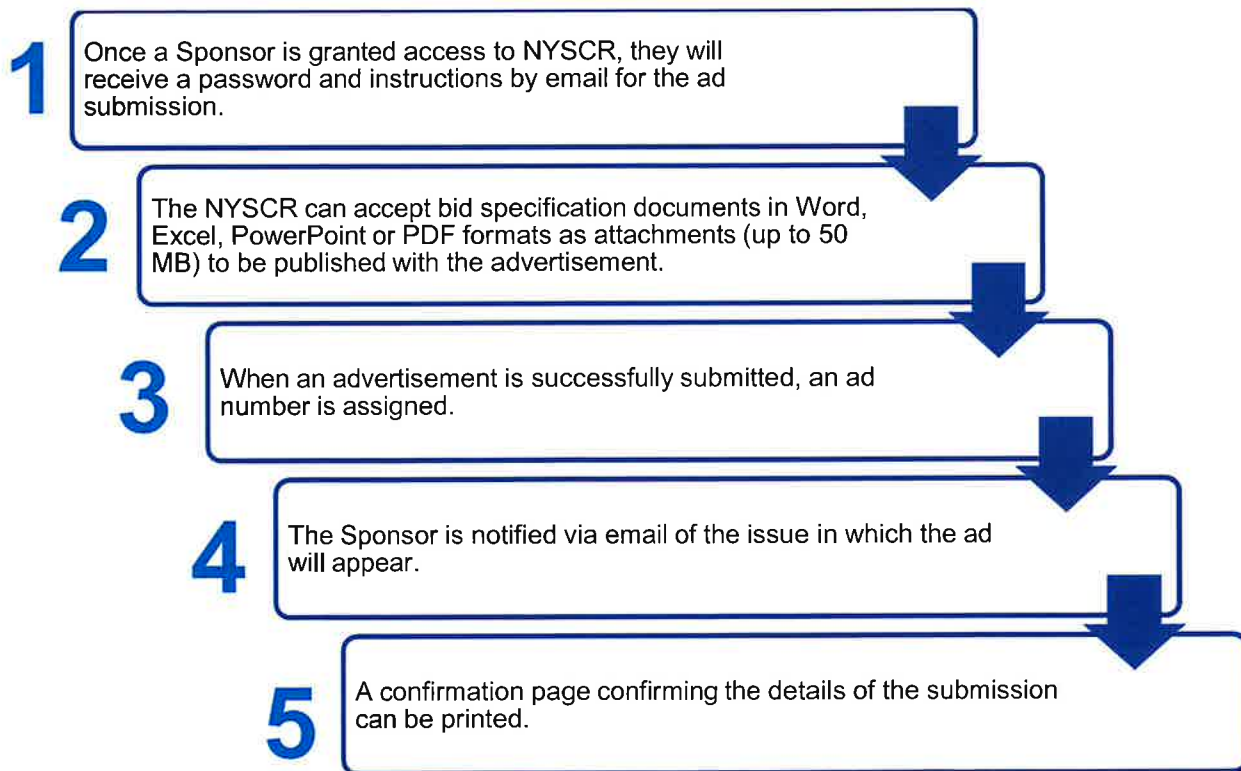 1
Once a Sponsor is granted access to NYSCR, they will
receive a password and instructions by email for the ad
submission.
2
The NYSCR can accept bid specification documents in Word,
Excel, PowerPoint or PDF formats as attachments (up to 50
MB) to be published with the advertisement.
3
When an advertisement is successfully submitted, an ad
number is assigned.
4
The Sponsor is notified via email of the issue in which the ad
will appear.
5
A confirmation page confirming the details of the submission
can be printed.